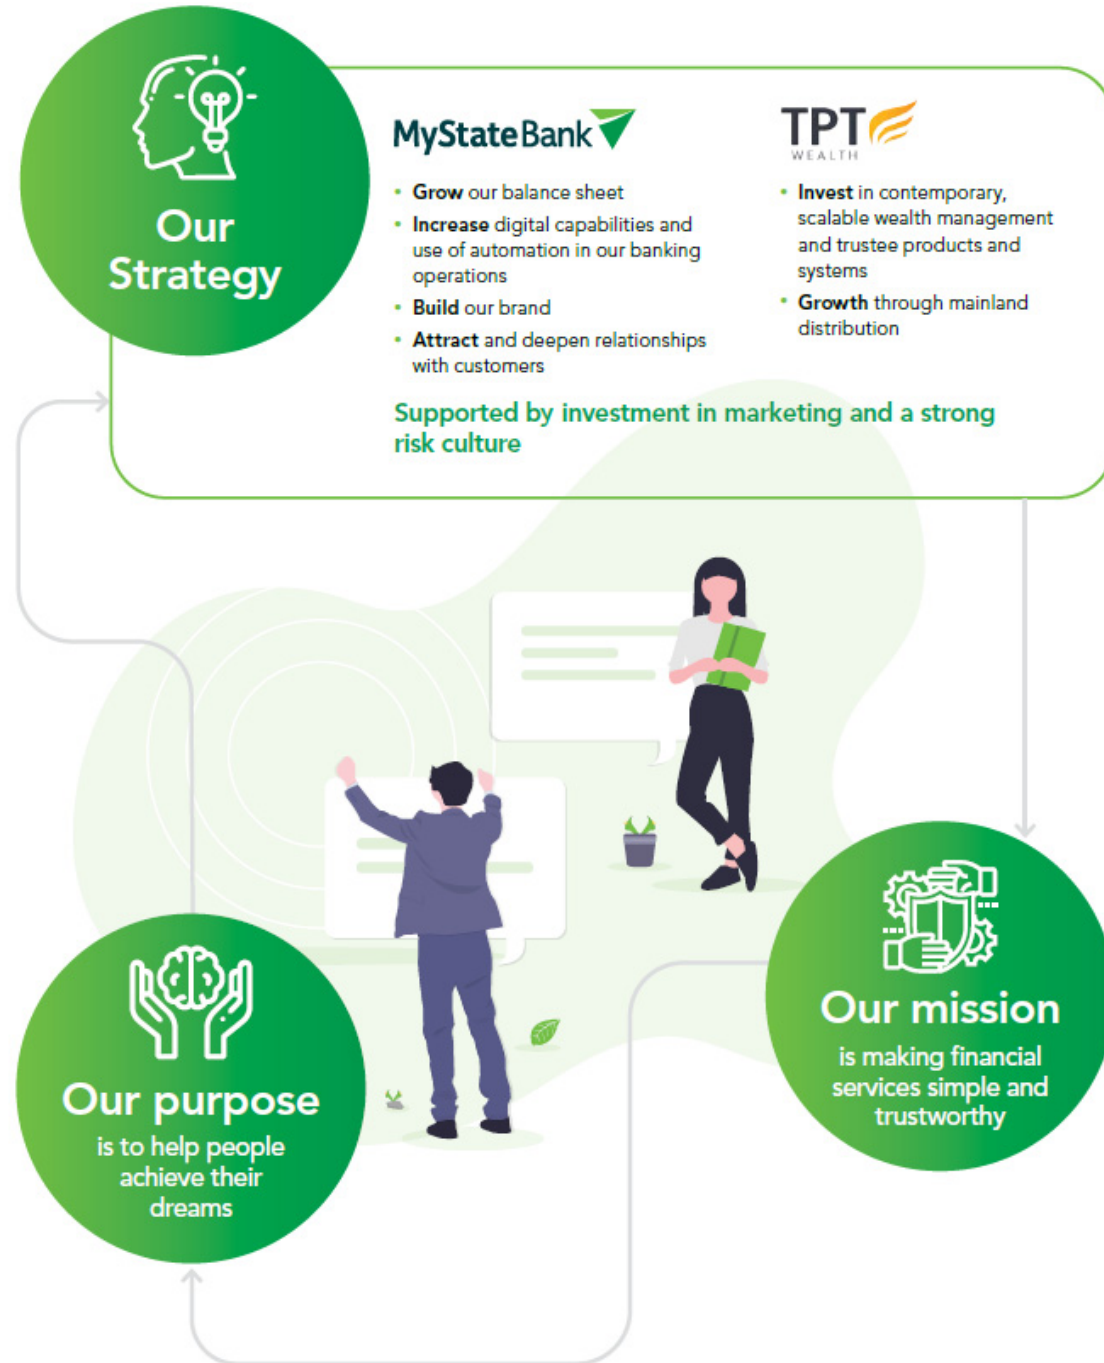 Our
Strategy
MyStateBank
• Grow our balance sheet
• Increase digital capabilities and
use of automation in our banking
operations
• Build our brand
• Attract and deepen relationships
with customers
TPT
WEALTH
• Invest in contemporary,
scalable wealth management
and trustee products and
systems
• Growth through mainland
distribution
Supported by investment in marketing and a strong
risk culture
Our mission
is making financial
services simple and
trustworthy
Our purpose
is to help people
achieve their
dreams